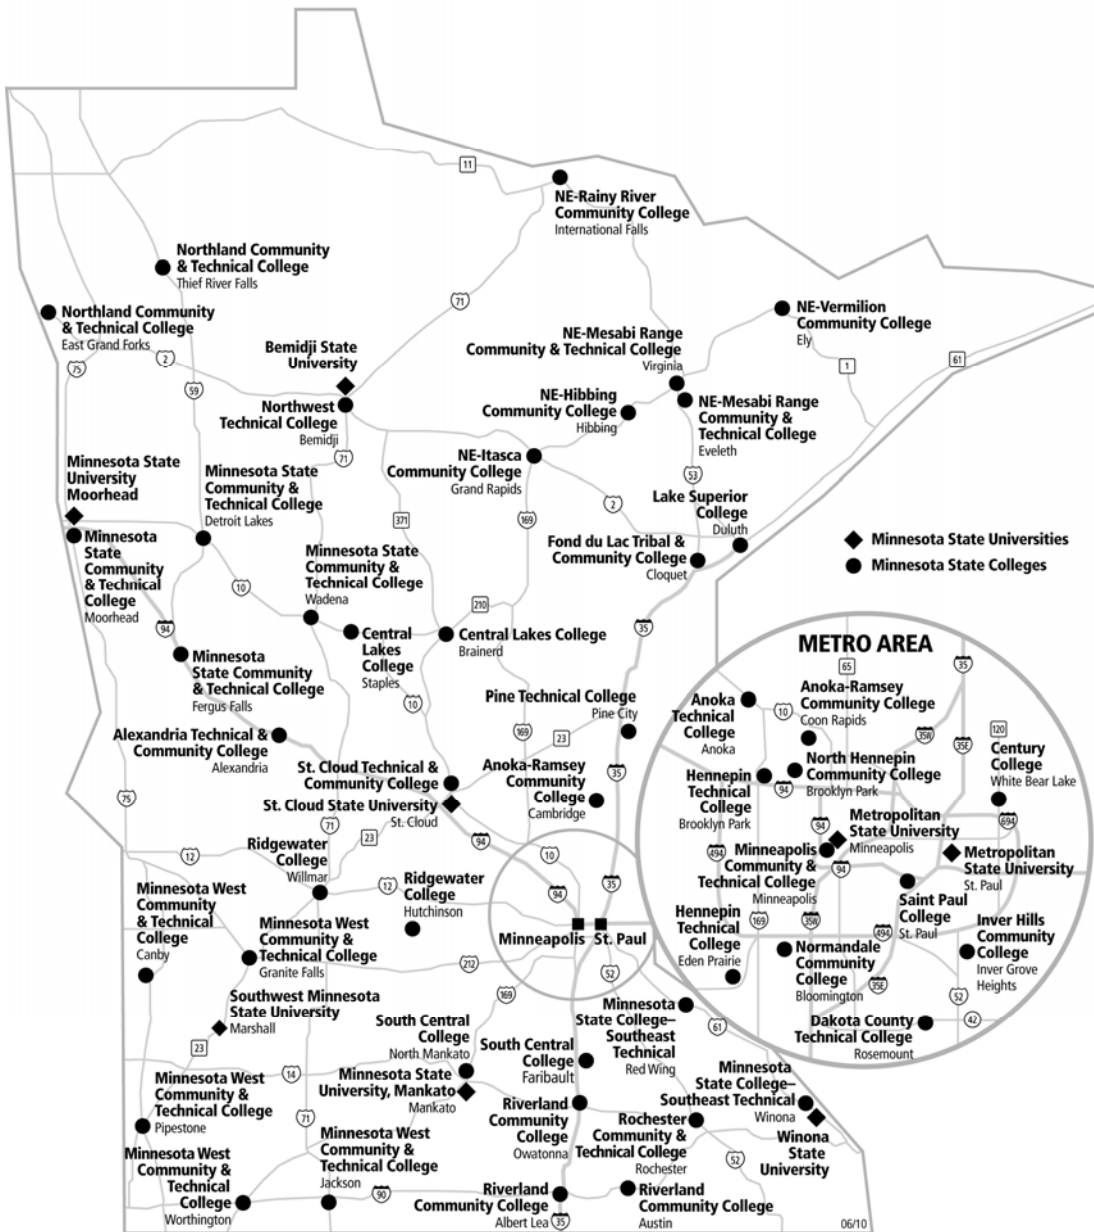 11
NE-Rainy River
Community College
International Falls
Northland Community
& Technical College
Thief River Falls
Northland Community
& Technical College
East Grand Forks
71
NE-Vermilion
Community College
Ely
NE-Mesabi Range
Community & Technical College
Virginia
Bemidji State
University
2
75
59
1
61
Northwest
Technical College
Bemidji
NE-Hibbing
Community College
Hibbing
NE-Mesabi Range
Community &
Technical College
Eveleth
71
NE-Itasca
Community College
Grand Rapids
Minnesota State
University
Moorhead
Minnesota State
Community &
Technical College
Detroit Lakes
53
2
Lake Superior
College
Duluth
371
169
Minnesota
State
Community
& Technical
College
Moorhead
Fond du Lac Tribal &
Community College
Cloquet
Minnesota State Universities
Minnesota State Colleges
Minnesota State
Community &
Technical College
Wadena
10
210
94
35
Central
Lakes
College
Staples
Central Lakes College
Brainerd
Minnesota
State Community
& Technical College
Fergus Falls
10
Pine Technical College
Pine City
169
23
Alexandria Technical &
Community College
Alexandria
St. Cloud Technical &
Community College
St. Cloud State University
St. Cloud
Anoka-Ramsey
Community
College
Cambridge
35
75
71
23
94
12
10
Ridgewater
College
Willmar
12
Ridgewater
College
Hutchinson
94
35
Minnesota West
Community
& Technical
College
Canby
Minnesota West
Community &
Technical College
Granite Falls
Minneapolis
St. Paul
212
52
169
Southwest Minnesota
State University
Marshall
23
South Central
College
North Mankato
Minnesota State
University, Mankato
Mankato
South Central
College
Faribault
Minnesota
State College–
Southeast
Technical
Red Wing
61
14
Minnesota West
Community &
Technical College
Pipestone
71
Minnesota
State College–
Southeast Technical
Winona
Winona
State
University
Riverland
Community
College
Owatonna
Rochester
Community &
Technical College
Rochester
52
Minnesota West
Community &
Technical
College
Worthington
Minnesota West
Community &
Technical College
Jackson
90
Riverland
Community College
Albert Lea
35
Riverland
Community College
Austin
06/10
METRO AREA
65
35
Anoka
Technical
College
Anoka
10
Anoka-Ramsey
Community College
Coon Rapids
35W
35E
120
Century
College
White Bear Lake
Hennepin
Technical
College
Brooklyn Park
North Hennepin
Community College
Brooklyn Park
94
694
94
Metropolitan
State University
Minneapolis
494
Minneapolis
Community &
Technical College
Minneapolis
94
Metropolitan
State University
St. Paul
Saint Paul
College
St. Paul
Hennepin
Technical
College
Eden Prairie
169
35W
494
Inver Hills
Community
College
Inver Grove
Heights
Normandale
Community
College
Bloomington
35E
52
42
Dakota County
Technical College
Rosemount